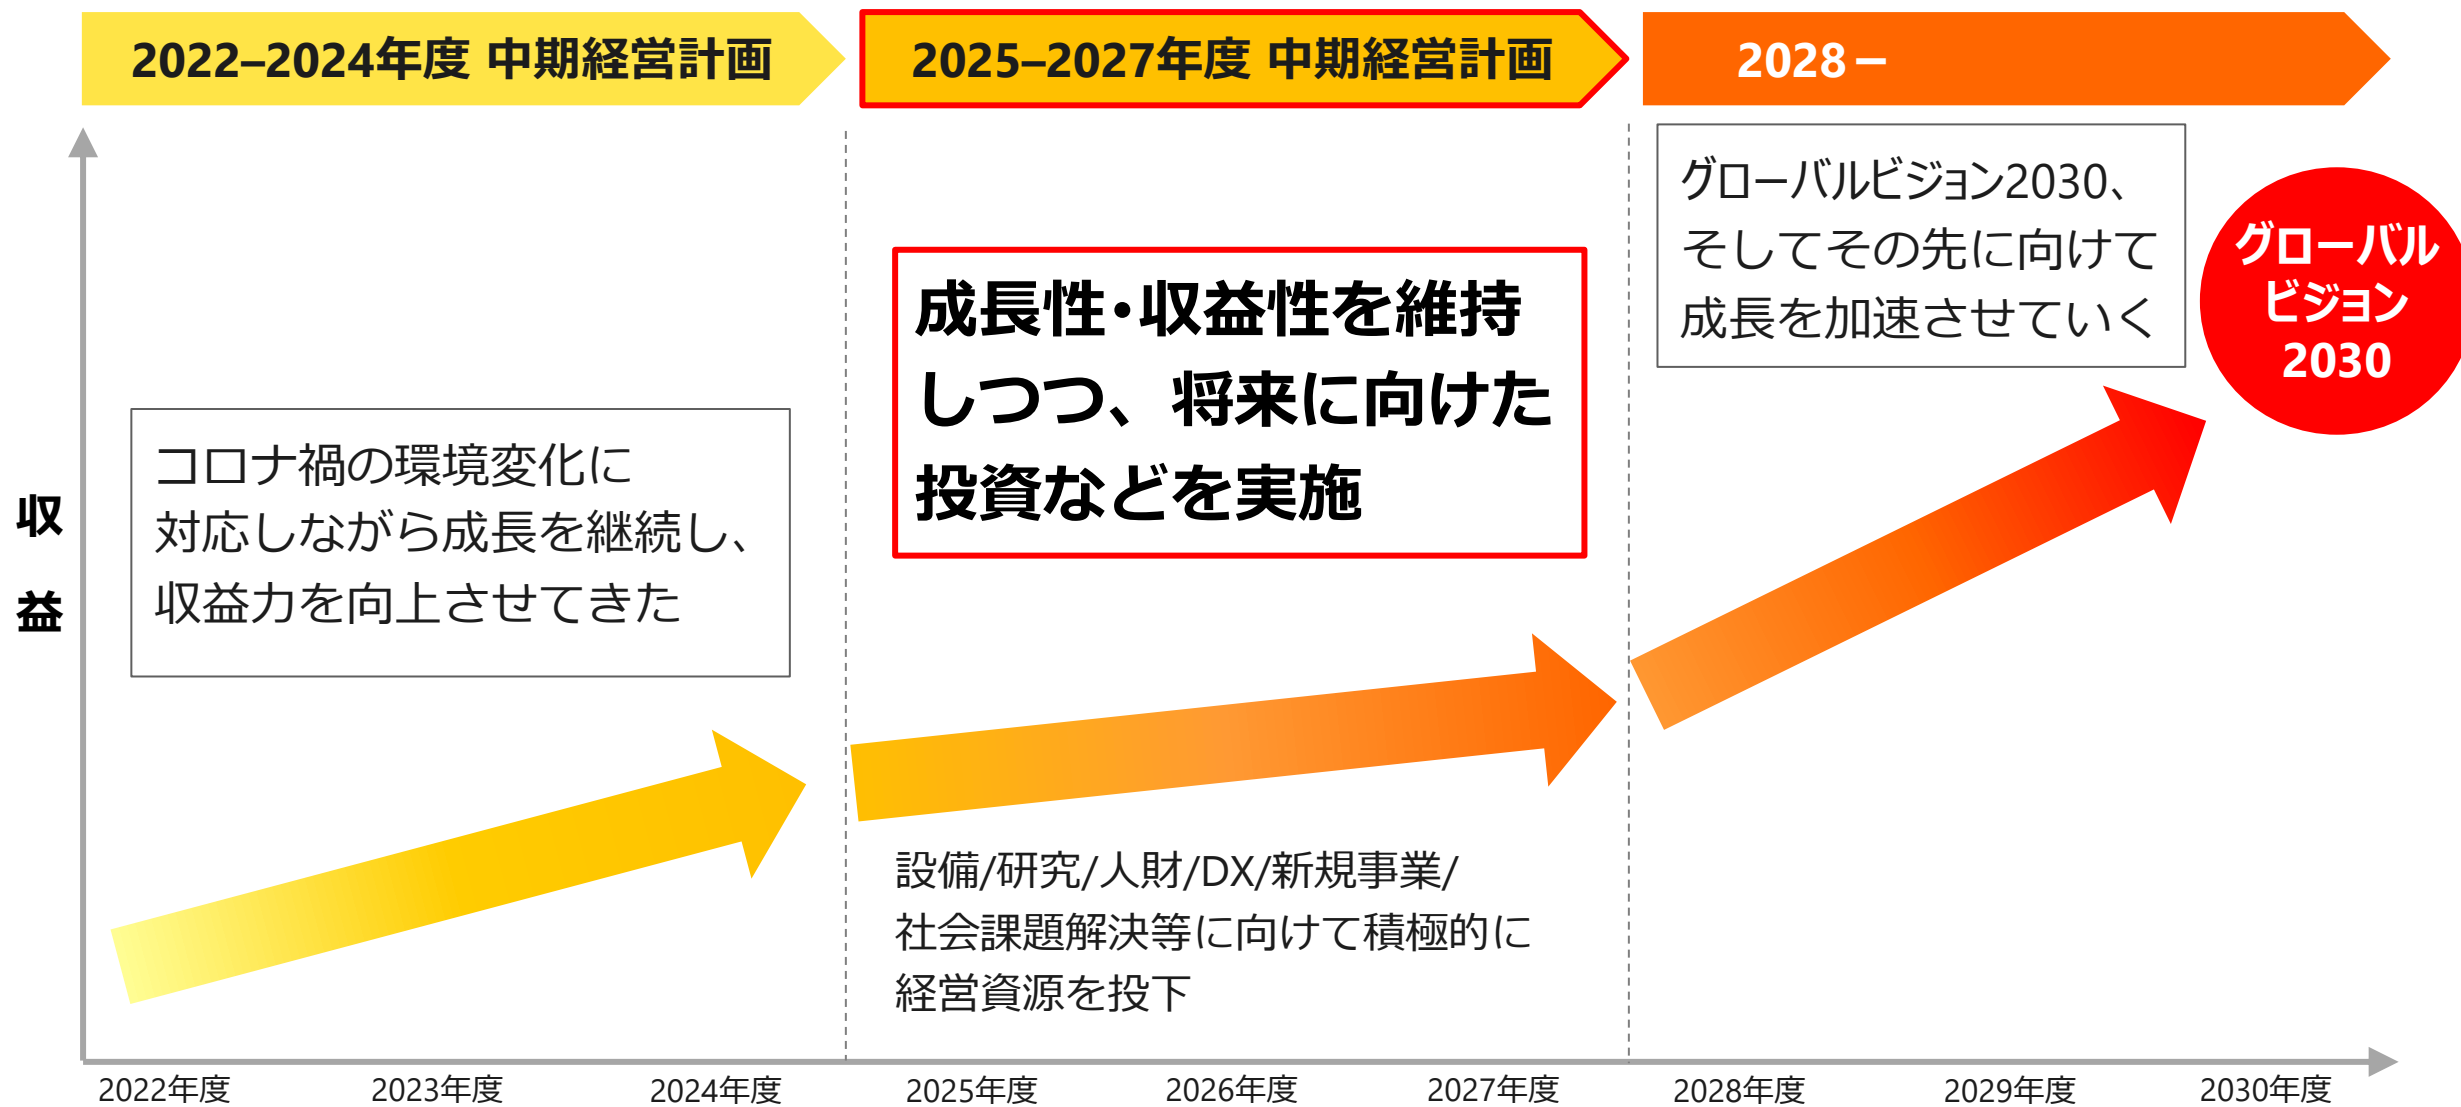 2022–2024年度 中期経営計画
2025–2027年度 中期経営計画
2028－
収益
コロナ禍の環境変化に
対応しながら成長を継続し、
収益力を向上させてきた
成長性・収益性を維持
しつつ、将来に向けた
投資などを実施
設備/研究/人財/DX/新規事業/
社会課題解決等に向けて積極的に
経営資源を投下
グローバルビジョン2030、
そしてその先に向けて
成長を加速させていく
グローバル
ビジョン
2030
2022年度
2023年度
2024年度
2025年度
2026年度
2027年度
2028年度
2029年度
2030年度